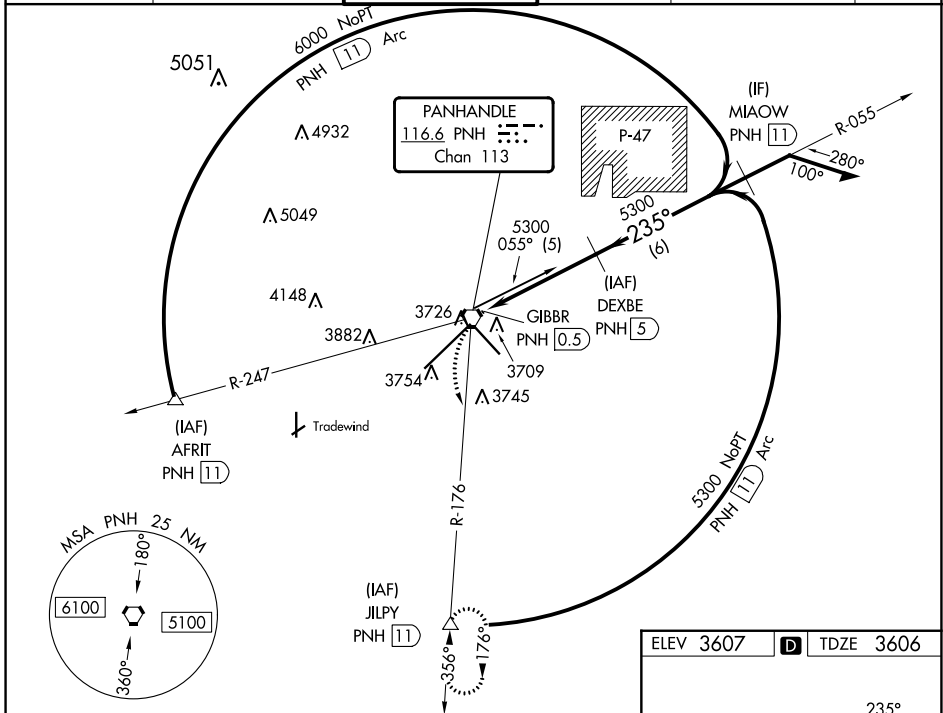 6000 NoPT
PNH 11 Arc
5051
4932
PANHANDLE
116.6 PNH
Chan 113
P-47
(IF)
MIAOW
PNH 11
R-055
280°
100°
5049
5300
055° (5)
5300
235°
(6)
(IAF)
DEXBE
PNH 5
4148
3726
GIBBR
PNH 0.5
3882
3709
3754
3745
R-247
(IAF)
AFRIT
PNH 11
Tradewind
R-176
5300 NoPT
PNH 11 Arc
MSA PNH 25 NM
180°
6100
5100
360°
(IAF)
JILPY
PNH 11
356°
176°
ELEV 3607 D TDZE 3606
235°